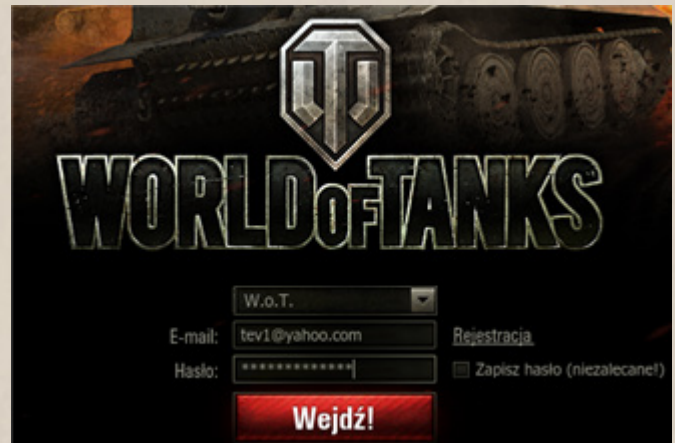 WORLD OF TANKS
W.o.T.
E-mail: tev1@yahoo.com Rejestracja
Hasło: ************* Zapisz hasło (niezalecane!)
Wejdź!